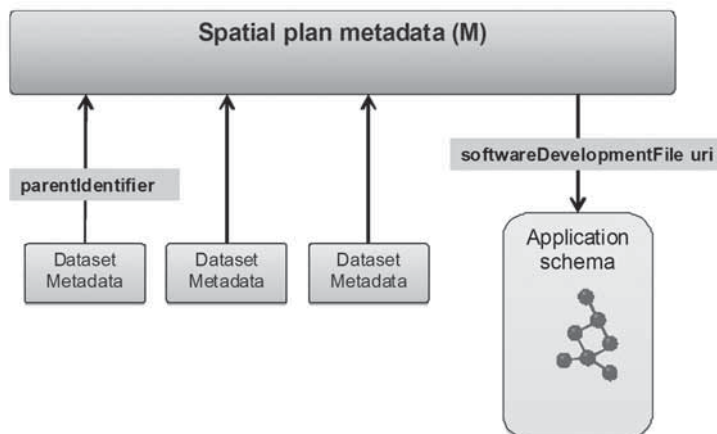 Spatial plan metadata (M)
softwareDevelopmentFile uri
parentIdentifier
Dataset
Metadata
Dataset
Metadata
Dataset
Metadata
Application
schema